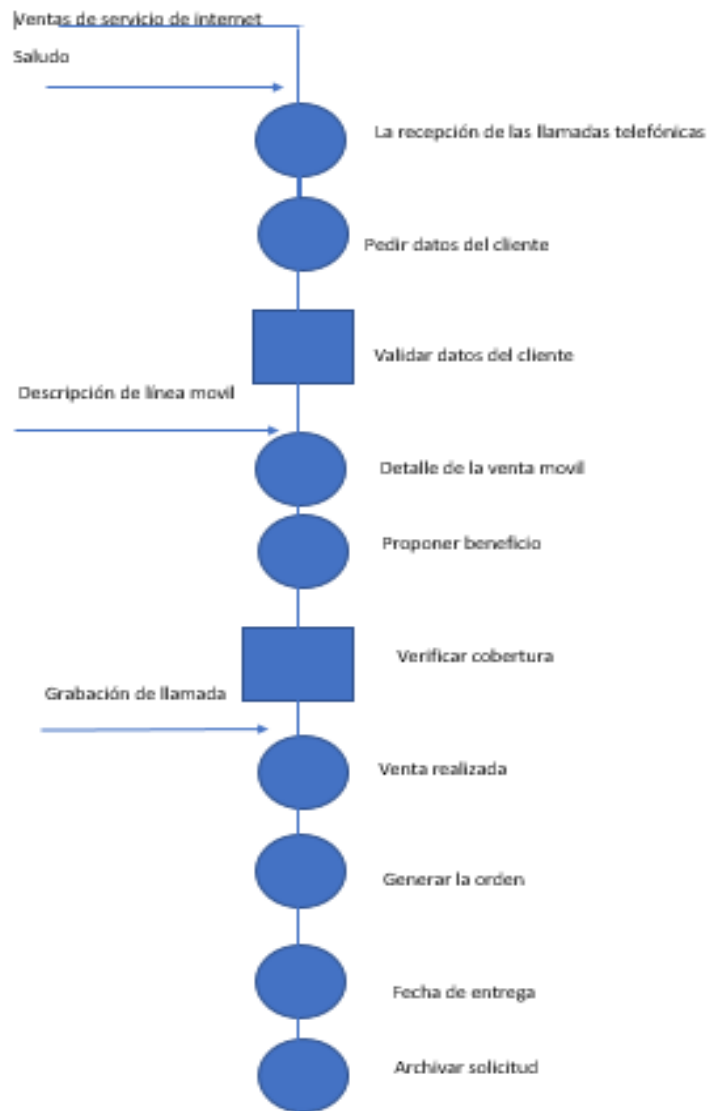 Ventas de servicio de internet
Saludo
La recepción de las llamadas telefónicas
Pedir datos del cliente
Validar datos del cliente
Descripción de línea movil
Detalle de la venta movil
Proponer beneficio
Verificar cobertura
Grabación de llamada
Venta realizada
Generar la orden
Fecha de entrega
Archivar solicitud